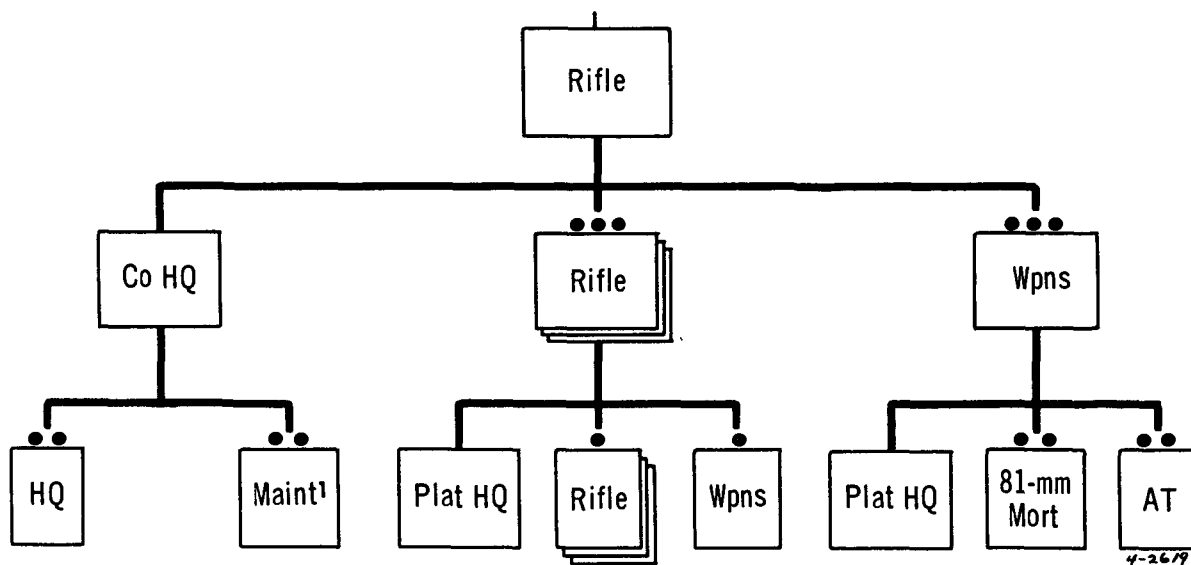 Rifle
Co HQ
Rifle
Wpns
HQ
Maint¹
Plat HQ
Rifle
Wpns
Plat HQ
81-mm
Mort
AT
4-2619